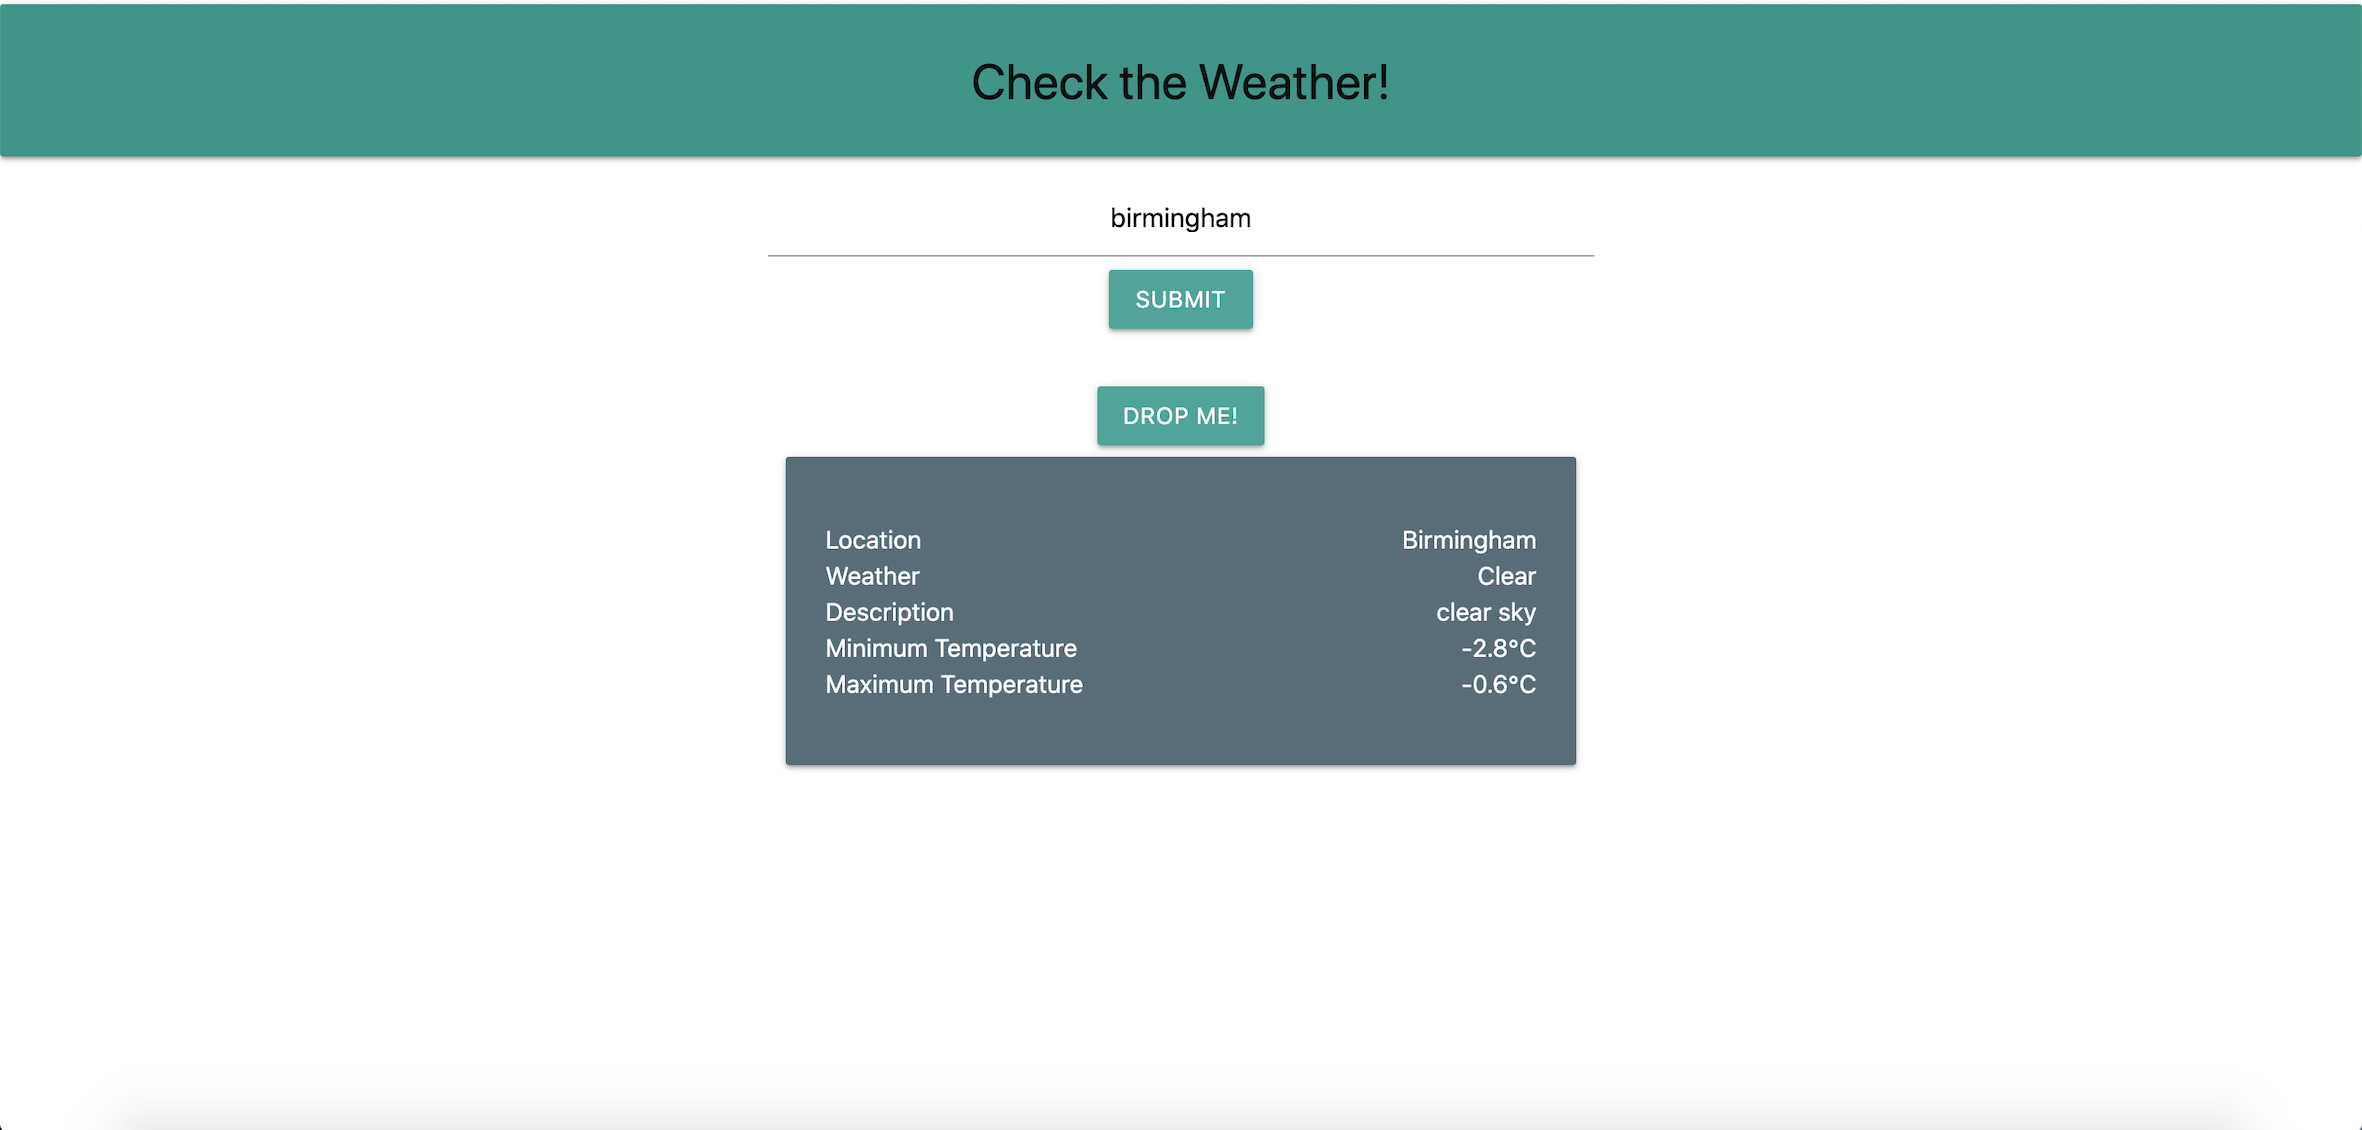 Check the Weather!
birmingham
SUBMIT
DROP ME!
Location Birmingham
Weather Clear
Description clear sky
Minimum Temperature -2.8°C
Maximum Temperature -0.6°C